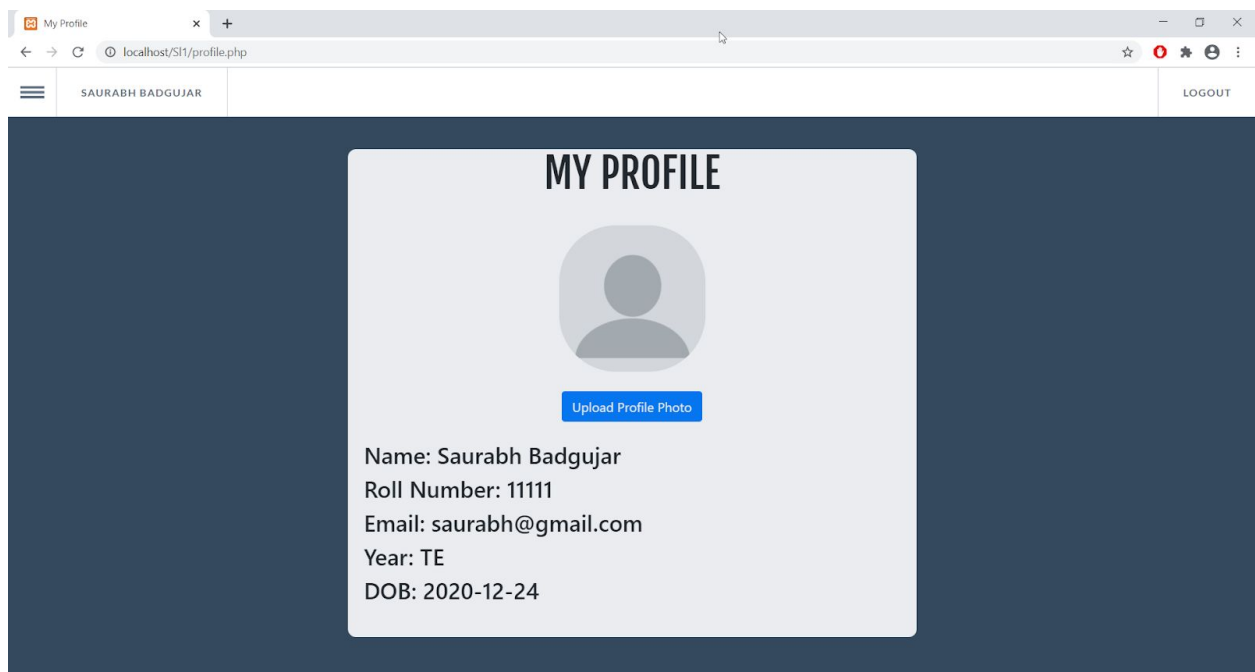 My Profile
localhost/Sl1/profile.php
SAURABH BADGUJAR
LOGOUT
MY PROFILE
Upload Profile Photo
Name: Saurabh Badgujar
Roll Number: 11111
Email: saurabh@gmail.com
Year: TE
DOB: 2020-12-24